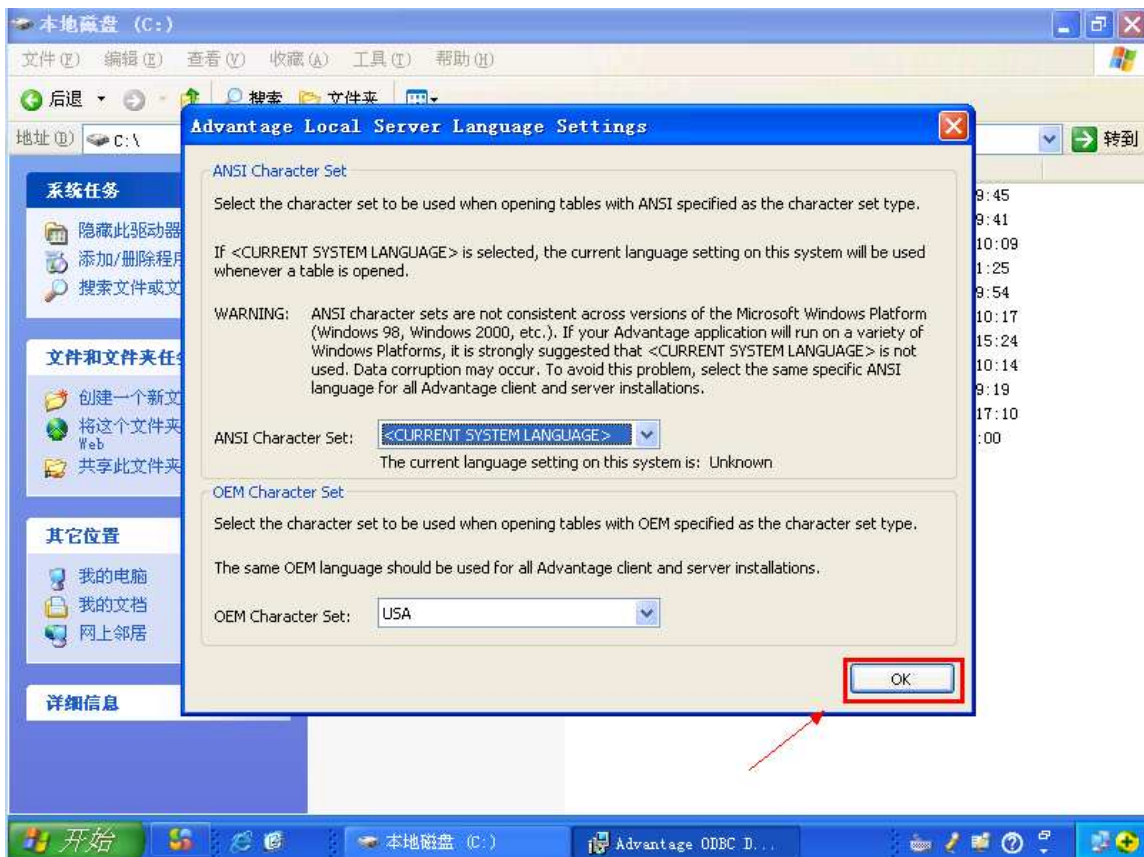 本地磁盘 (C:)
文件(F) 编辑(E) 查看(V) 收藏(A) 工具(T) 帮助(H)
后退 搜索 文件夹
地址(D) C:\ 转到
Advantage Local Server Language Settings
系统任务
隐藏此驱动器
添加/删除程序
搜索文件或文
文件和文件夹任
创建一个新文
将这个文件夹
Web
共享此文件夹
其它位置
我的电脑
我的文档
网上邻居
详细信息
ANSI Character Set
Select the character set to be used when opening tables with ANSI specified as the character set type.
If <CURRENT SYSTEM LANGUAGE> is selected, the current language setting on this system will be used
whenever a table is opened.
WARNING: ANSI character sets are not consistent across versions of the Microsoft Windows Platform
(Windows 98, Windows 2000, etc.). If your Advantage application will run on a variety of
Windows Platforms, it is strongly suggested that <CURRENT SYSTEM LANGUAGE> is not
used. Data corruption may occur. To avoid this problem, select the same specific ANSI
language for all Advantage client and server installations.
ANSI Character Set: <CURRENT SYSTEM LANGUAGE>
The current language setting on this system is: Unknown
OEM Character Set
Select the character set to be used when opening tables with OEM specified as the character set type.
The same OEM language should be used for all Advantage client and server installations.
OEM Character Set: USA
OK
9:45
9:41
10:09
1:25
9:54
10:17
15:24
10:14
9:19
17:10
:00
开始 本地磁盘 (C:) Advantage ODBC D...